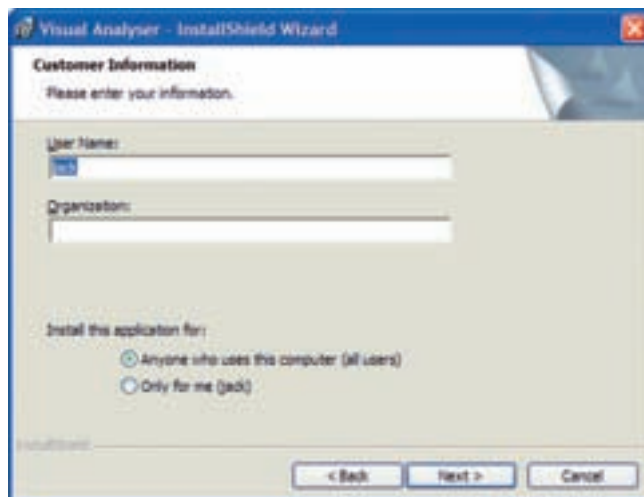 Visual Analyser - InstallShield Wizard
Customer Information
Please enter your information.
User Name:
jack
Organization:
Install this application for:
Anyone who uses this computer (all users)
Only for me (jack)
InstallShield
< Back
Next >
Cancel